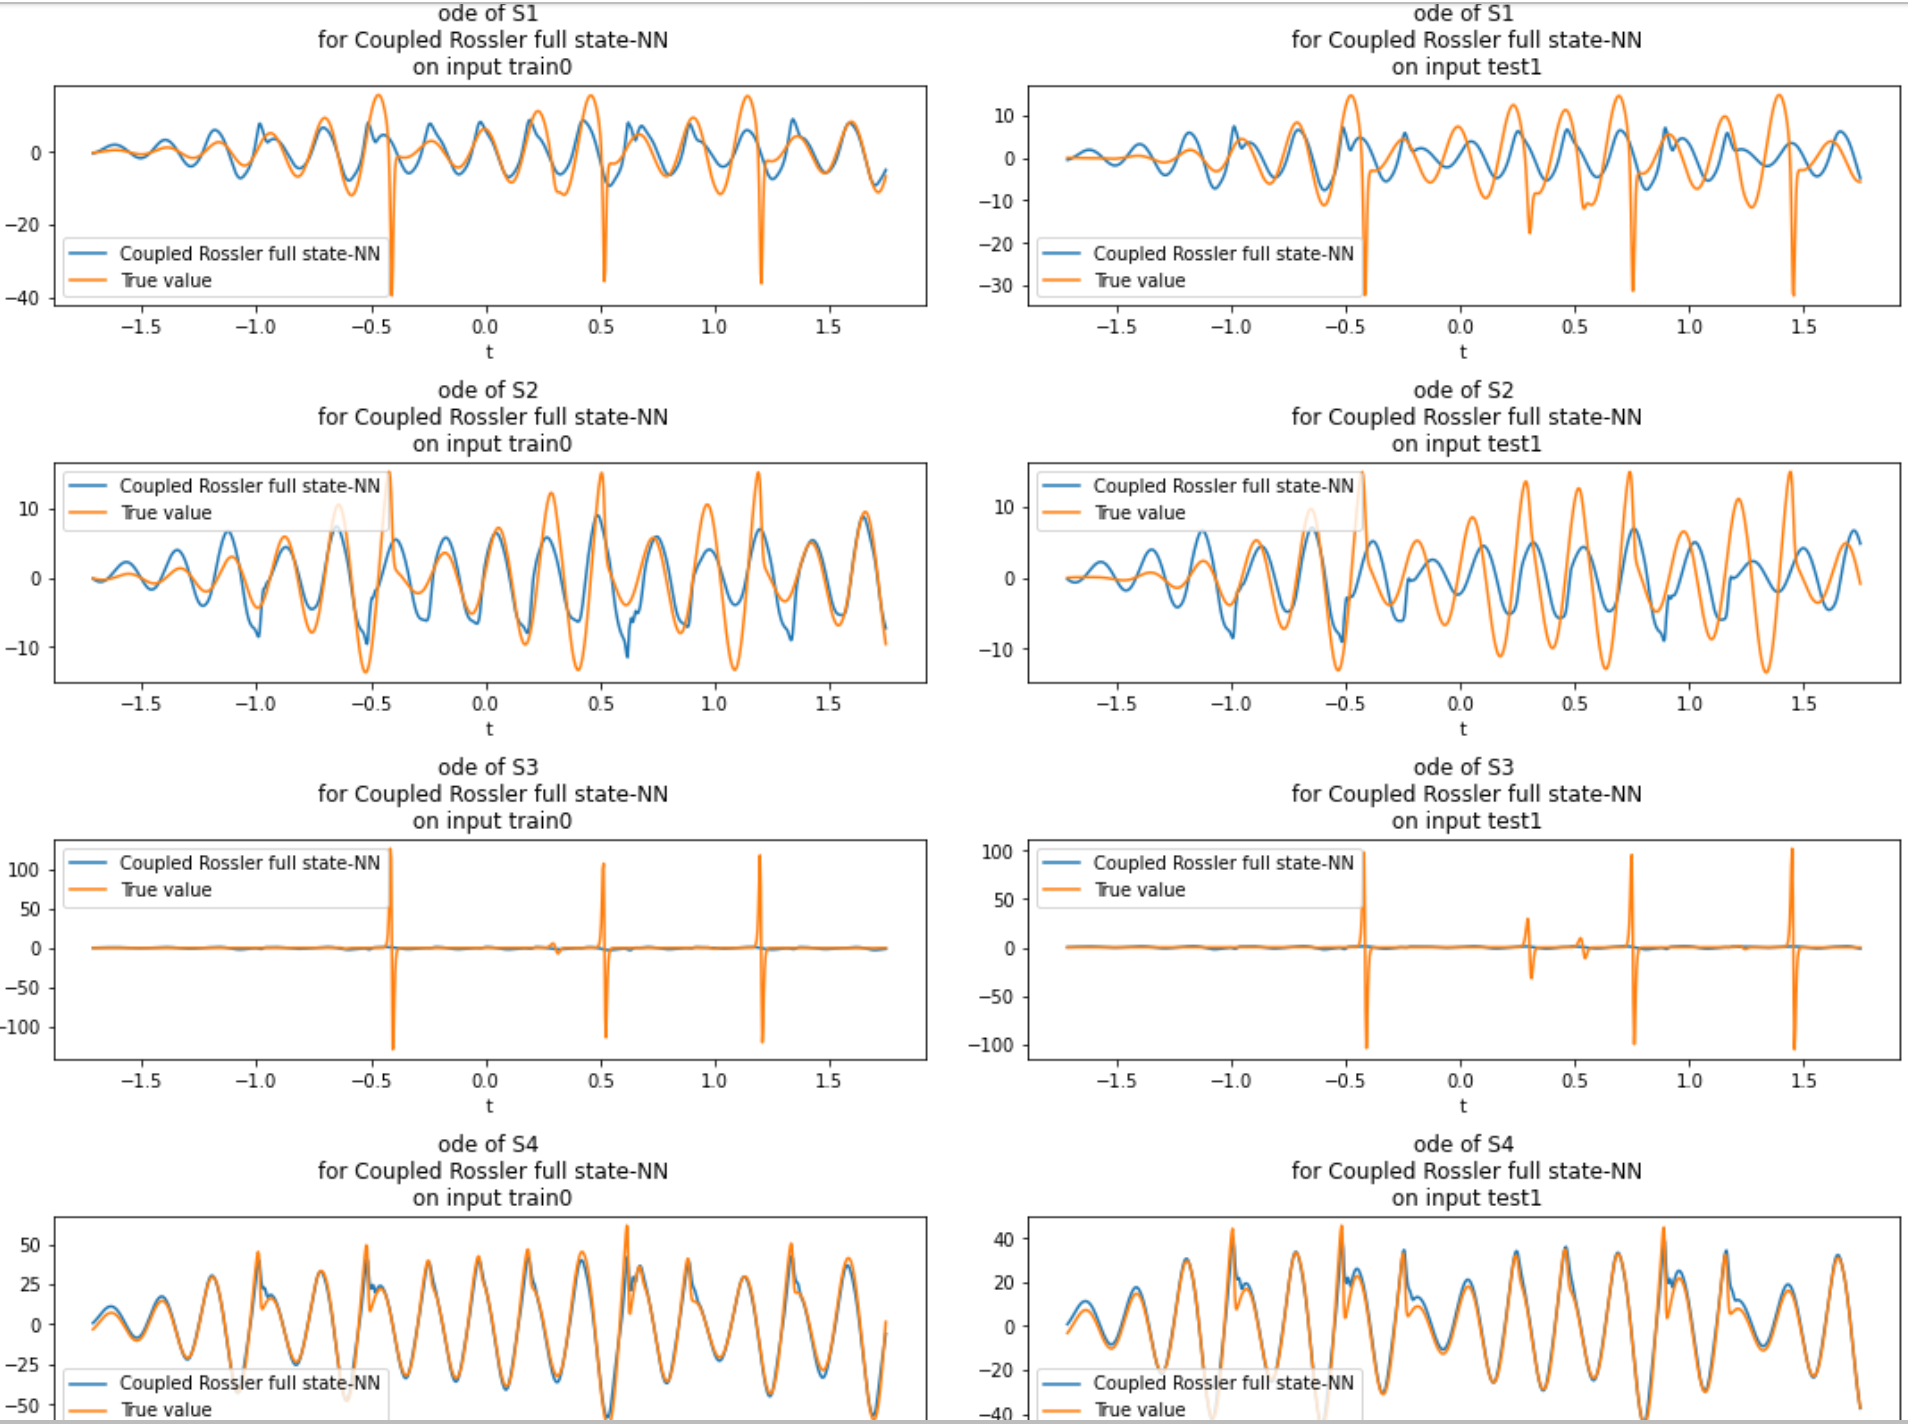 ode of S1
for Coupled Rossler full state-NN
on input train0
0
−20
−40
Coupled Rossler full state-NN
True value
−1.5 −1.0 −0.5 0.0 0.5 1.0 1.5
t
ode of S1
for Coupled Rossler full state-NN
on input test1
10
0
−10
−20
−30
Coupled Rossler full state-NN
True value
−1.5 −1.0 −0.5 0.0 0.5 1.0 1.5
t
ode of S2
for Coupled Rossler full state-NN
on input train0
Coupled Rossler full state-NN
True value
10
0
−10
−1.5 −1.0 −0.5 0.0 0.5 1.0 1.5
t
ode of S2
for Coupled Rossler full state-NN
on input test1
Coupled Rossler full state-NN
True value
10
0
−10
−1.5 −1.0 −0.5 0.0 0.5 1.0 1.5
t
ode of S3
for Coupled Rossler full state-NN
on input train0
Coupled Rossler full state-NN
True value
100
50
0
−50
−100
−1.5 −1.0 −0.5 0.0 0.5 1.0 1.5
t
ode of S3
for Coupled Rossler full state-NN
on input test1
Coupled Rossler full state-NN
True value
100
50
0
−50
−100
−1.5 −1.0 −0.5 0.0 0.5 1.0 1.5
t
ode of S4
for Coupled Rossler full state-NN
on input train0
50
25
0
−25
−50
Coupled Rossler full state-NN
True value
ode of S4
for Coupled Rossler full state-NN
on input test1
40
20
0
−20
−40
Coupled Rossler full state-NN
True value